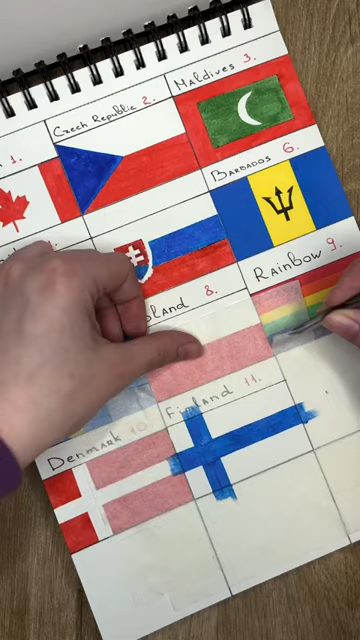 1.
Czech Republic 2.
Maldives 3.
Barbados 6.
8.
Rainbow 9.
Denmark 10.
Finland 11.